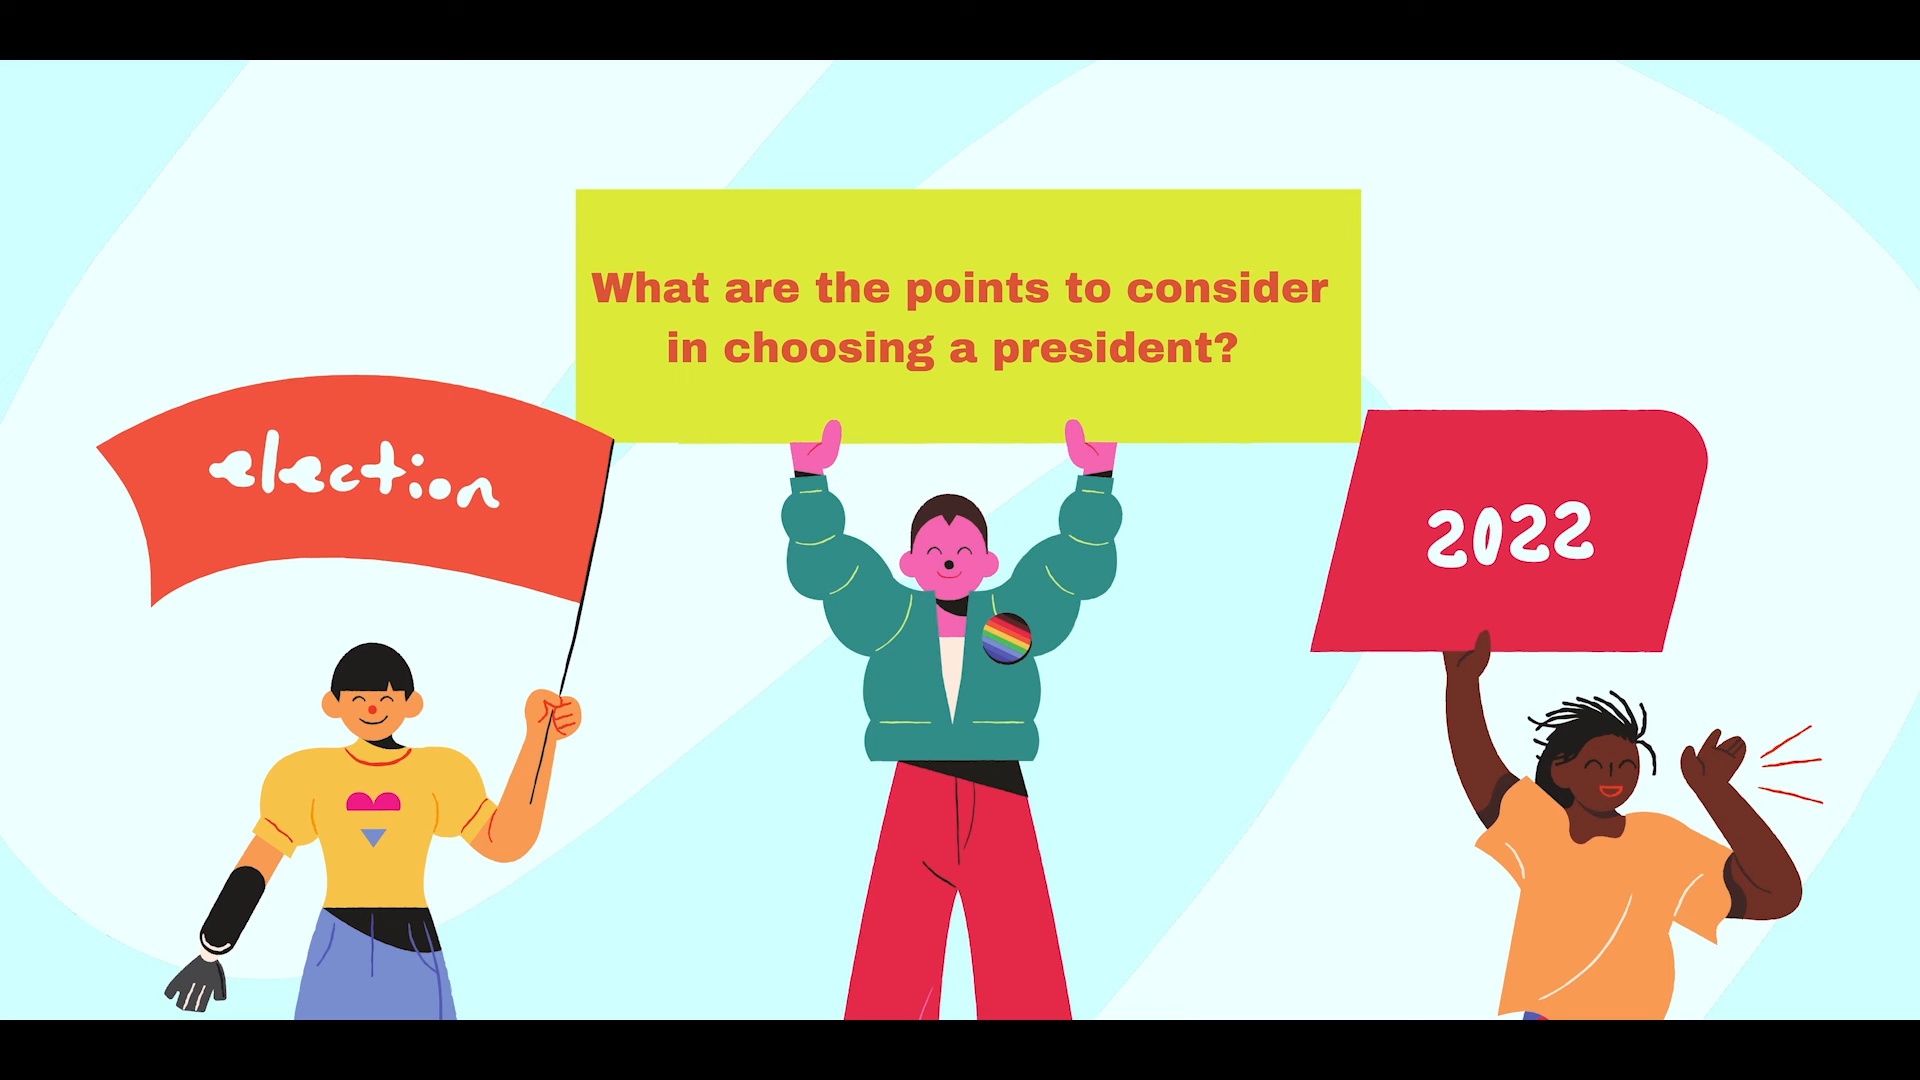 What are the points to consider
in choosing a president?
election
2022